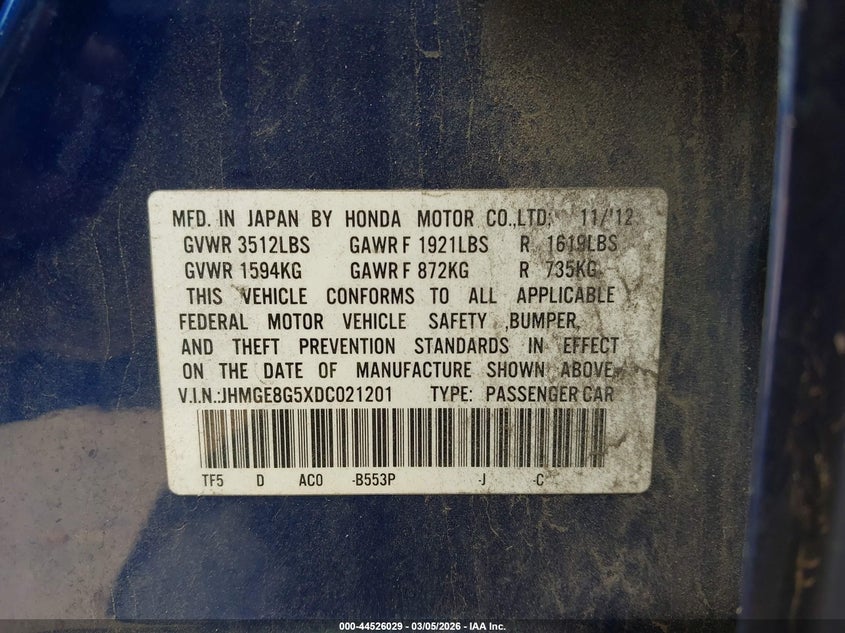 MFD. IN JAPAN BY HONDA MOTOR CO.,LTD; 11/'12
GVWR 3512LBS GAWR F 1921LBS R 1619LBS
GVWR 1594KG GAWR F 872KG R 735KG
THIS VEHICLE CONFORMS TO ALL APPLICABLE
FEDERAL MOTOR VEHICLE SAFETY ,BUMPER,
AND THEFT PREVENTION STANDARDS IN EFFECT
ON THE DATE OF MANUFACTURE SHOWN ABOVE.
V.I.N.:JHMGE8G5XDC021201 TYPE: PASSENGER CAR
TF5 D AC0 -B553P -J -C
000-44526029 — 03/05/2026 — IAA Inc.